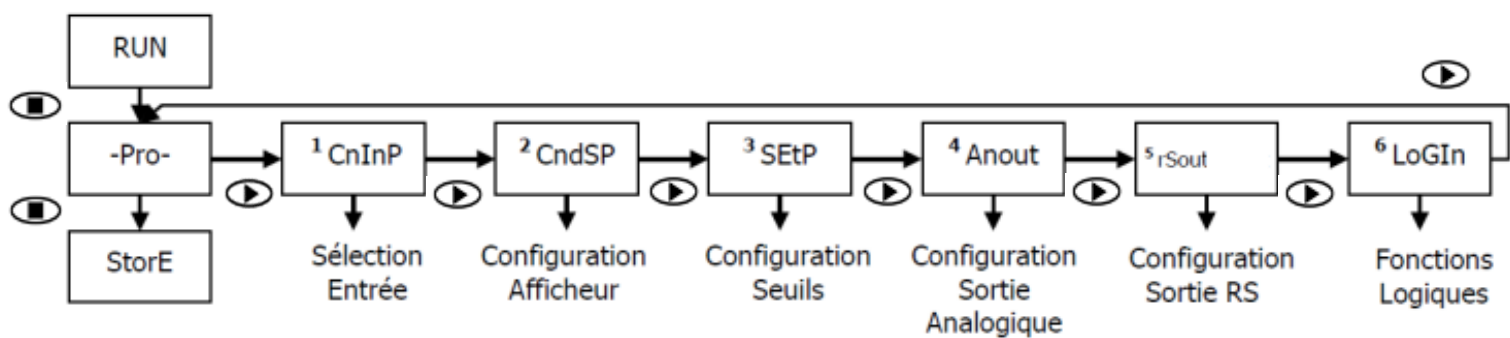 RUN
-Pro-
1 CnInP
2 CndSP
3 SEtP
4 Anout
5 rSout
6 LoGIn
StorE
Sélection
Entrée
Configuration
Afficheur
Configuration
Seuils
Configuration
Sortie
Analogique
Configuration
Sortie RS
Fonctions
Logiques